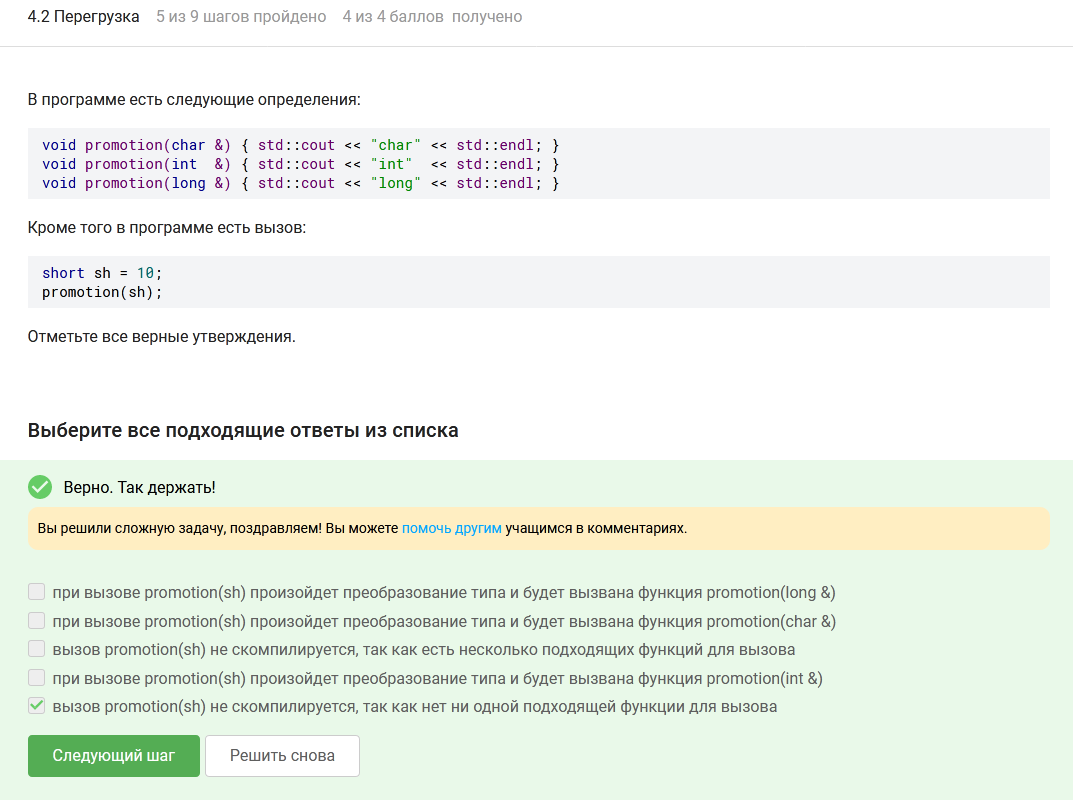 4.2 Перегрузка 5 из 9 шагов пройдено 4 из 4 баллов получено
В программе есть следующие определения:
void promotion(char &) { std::cout << "char" << std::endl; }
void promotion(int  &) { std::cout << "int"  << std::endl; }
void promotion(long &) { std::cout << "long" << std::endl; }
Кроме того в программе есть вызов:
short sh = 10;
promotion(sh);
Отметьте все верные утверждения.
Выберите все подходящие ответы из списка
Верно. Так держать!
Вы решили сложную задачу, поздравляем! Вы можете помочь другим учащимся в комментариях.
при вызове promotion(sh) произойдет преобразование типа и будет вызвана функция promotion(long &)
при вызове promotion(sh) произойдет преобразование типа и будет вызвана функция promotion(char &)
вызов promotion(sh) не скомпилируется, так как есть несколько подходящих функций для вызова
при вызове promotion(sh) произойдет преобразование типа и будет вызвана функция promotion(int &)
вызов promotion(sh) не скомпилируется, так как нет ни одной подходящей функции для вызова
Следующий шаг Решить снова